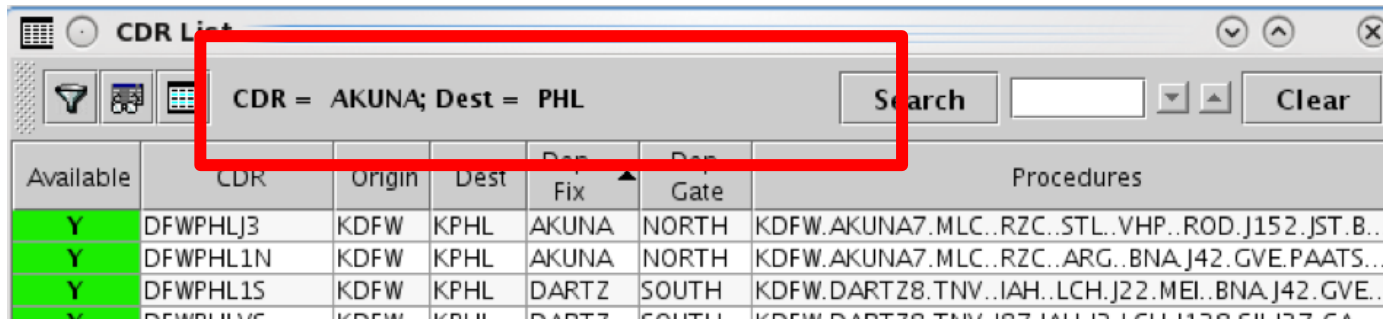 CDR List
CDR = AKUNA; Dest = PHL Search Clear
Available CDR Origin Dest Dep Fix Dep Gate Procedures
Y DFWPHLJ3 KDFW KPHL AKUNA NORTH KDFW.AKUNA7.MLC..RZC..STL..VHP..ROD.J152.JST.B...
Y DFWPHL1N KDFW KPHL AKUNA NORTH KDFW.AKUNA7.MLC..RZC..ARG..BNA.J42.GVE.PAATS...
Y DFWPHL1S KDFW KPHL DARTZ SOUTH KDFW.DARTZ8.TNV..IAH..LCH.J22.MEI..BNA.J42.GVE...